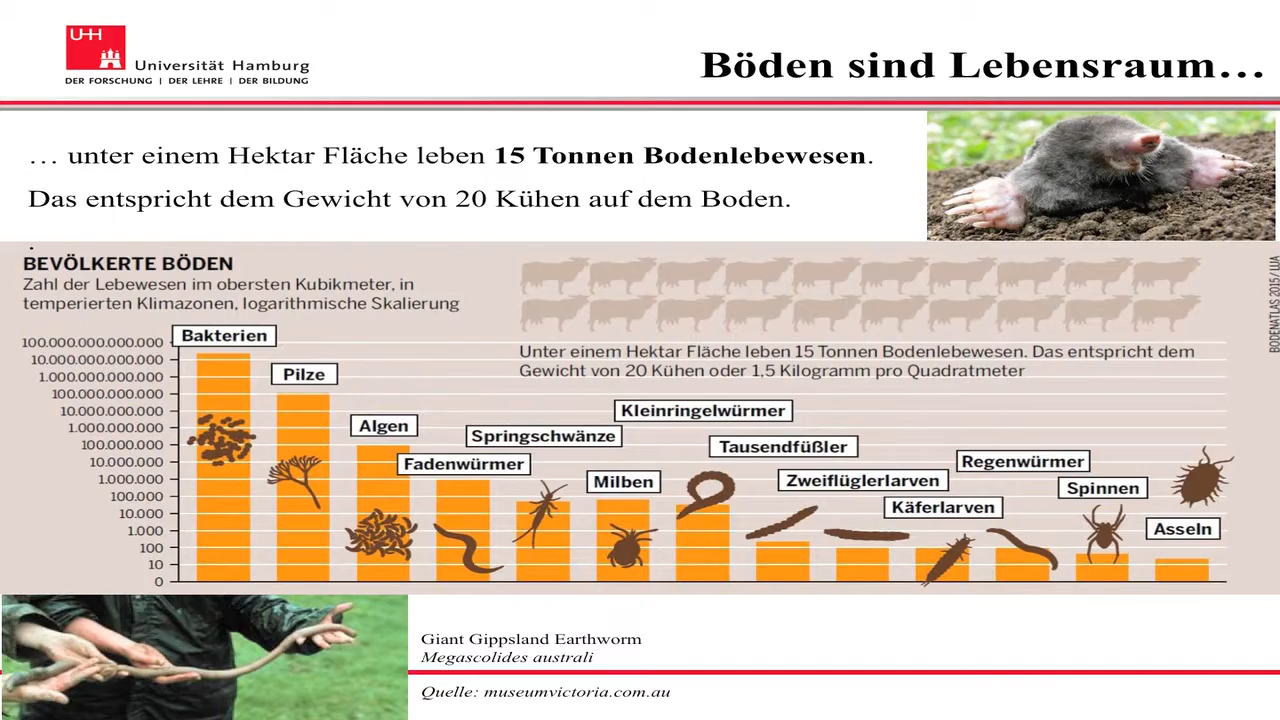 UHH
Universität Hamburg
DER FORSCHUNG | DER LEHRE | DER BILDUNG
Böden sind Lebensraum…
… unter einem Hektar Fläche leben 15 Tonnen Bodenlebewesen.
Das entspricht dem Gewicht von 20 Kühen auf dem Boden.
.
BEVÖLKERTE BÖDEN
Zahl der Lebewesen im obersten Kubikmeter, in
temperierten Klimazonen, logarithmische Skalierung
BODENATLAS 2015 / LUA
Unter einem Hektar Fläche leben 15 Tonnen Bodenlebewesen. Das entspricht dem
Gewicht von 20 Kühen oder 1,5 Kilogramm pro Quadratmeter
100.000.000.000.000
10.000.000.000.000
1.000.000.000.000
100.000.000.000
10.000.000.000
1.000.000.000
100.000.000
10.000.000
1.000.000
100.000
10.000
1.000
100
10
0
Bakterien
Pilze
Algen
Fadenwürmer
Springschwänze
Milben
Kleinringelwürmer
Tausendfüßler
Zweiflüglerlarven
Käferlarven
Regenwürmer
Spinnen
Asseln
Giant Gippsland Earthworm
Megascolides australi
Quelle: museumvictoria.com.au